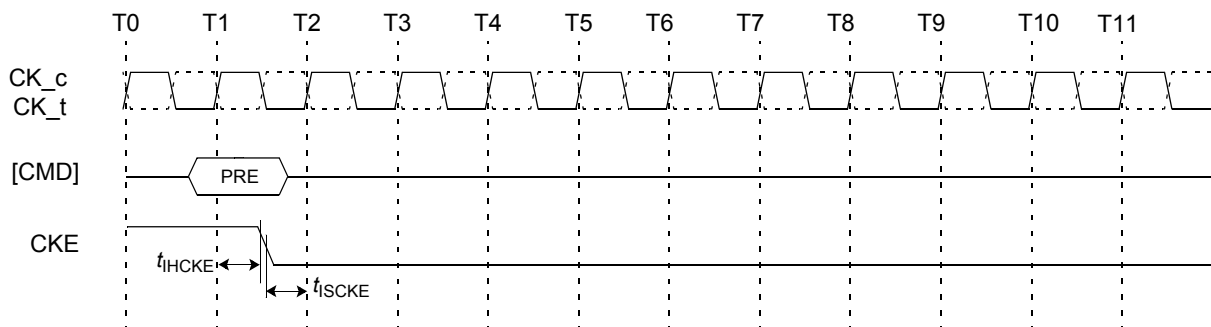 T0 T1 T2 T3 T4 T5 T6 T7 T8 T9 T10 T11
CK_c
CK_t
[CMD] PRE
CKE
tIHCKE
tISCKE